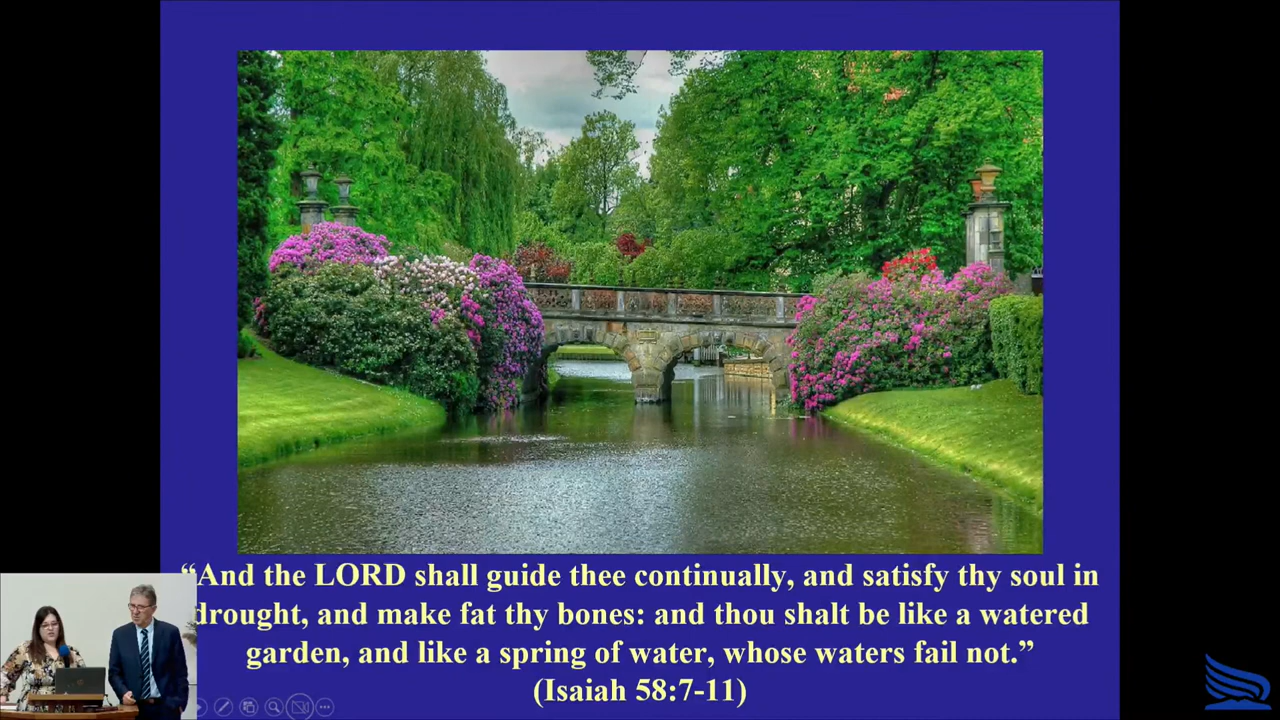 “And the LORD shall guide thee continually, and satisfy thy soul in
drought, and make fat thy bones: and thou shalt be like a watered
garden, and like a spring of water, whose waters fail not.”
(Isaiah 58:7-11)